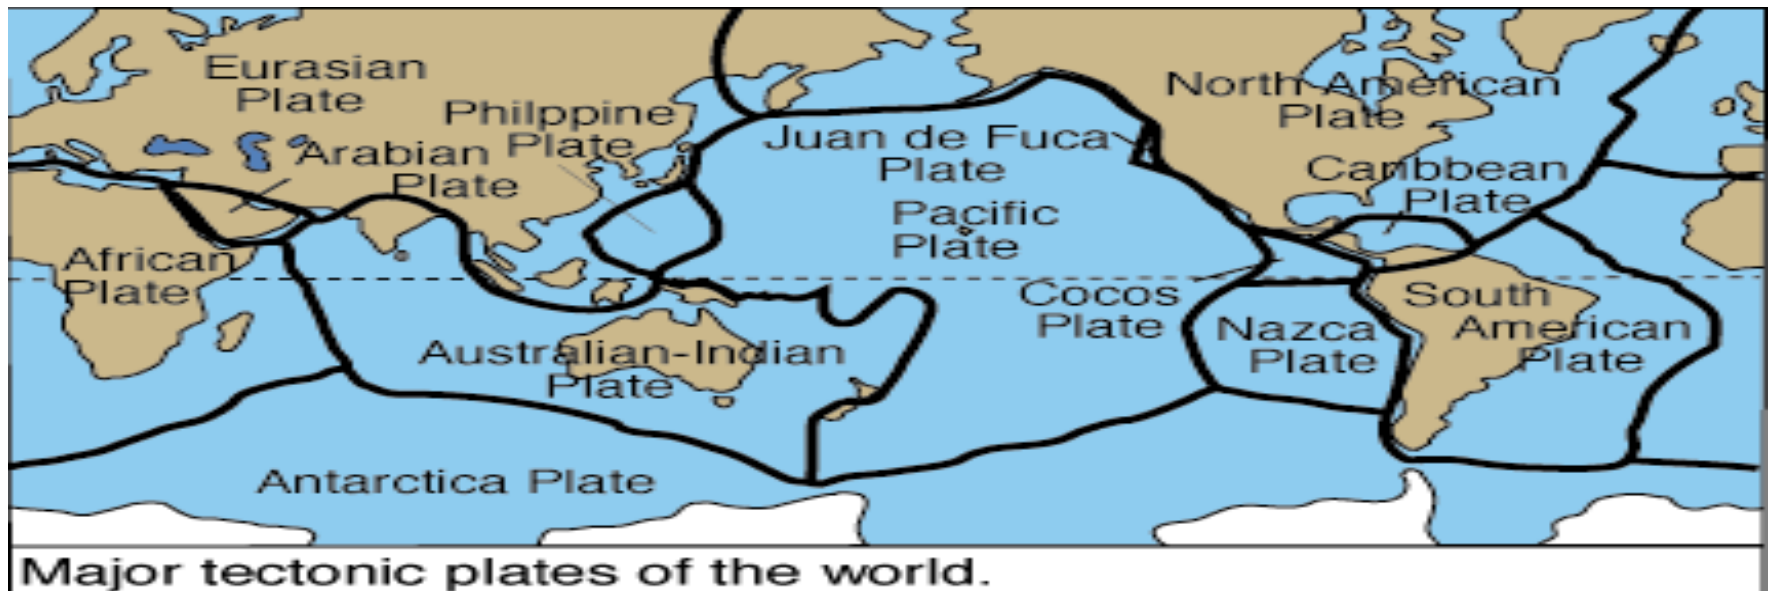 Eurasian
Plate
Philppine
Plate
Arabian
Plate
African
Plate
Juan de Fuca
Plate
Pacific
Plate
North American
Plate
Caribbean
Plate
Cocos
Plate
Nazca
Plate
South
American
Plate
Australian-Indian
Plate
Antarctica Plate
Major tectonic plates of the world.